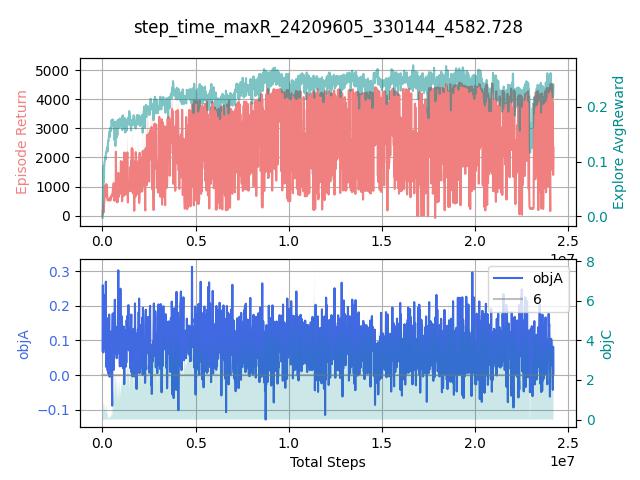 step_time_maxR_24209605_330144_4582.728
5000
4000
3000
2000
1000
0
Episode Return
0.2
0.1
0.0
Explore AvgReward
0.0 0.5 1.0 1.5 2.0 2.5
0.3
0.2
0.1
0.0
−0.1
objA
objA
6
8
6
4
2
0
objC
0.0 0.5 1.0 1.5 2.0 2.5
Total Steps
1e7